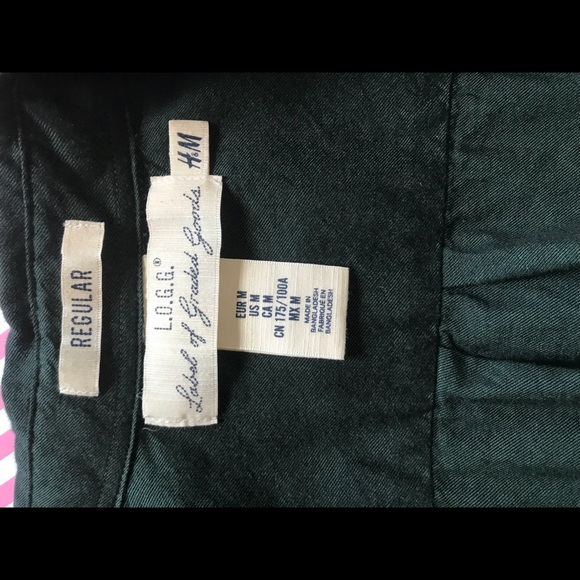 REGULAR
L.O.G.G.®
Label of Graded Goods
H&M
EUR M
US M
CA M
CN 175/100A
MX M
MADE IN
BANGLADESH
FABRIQUÉ EN
BANGLADESH